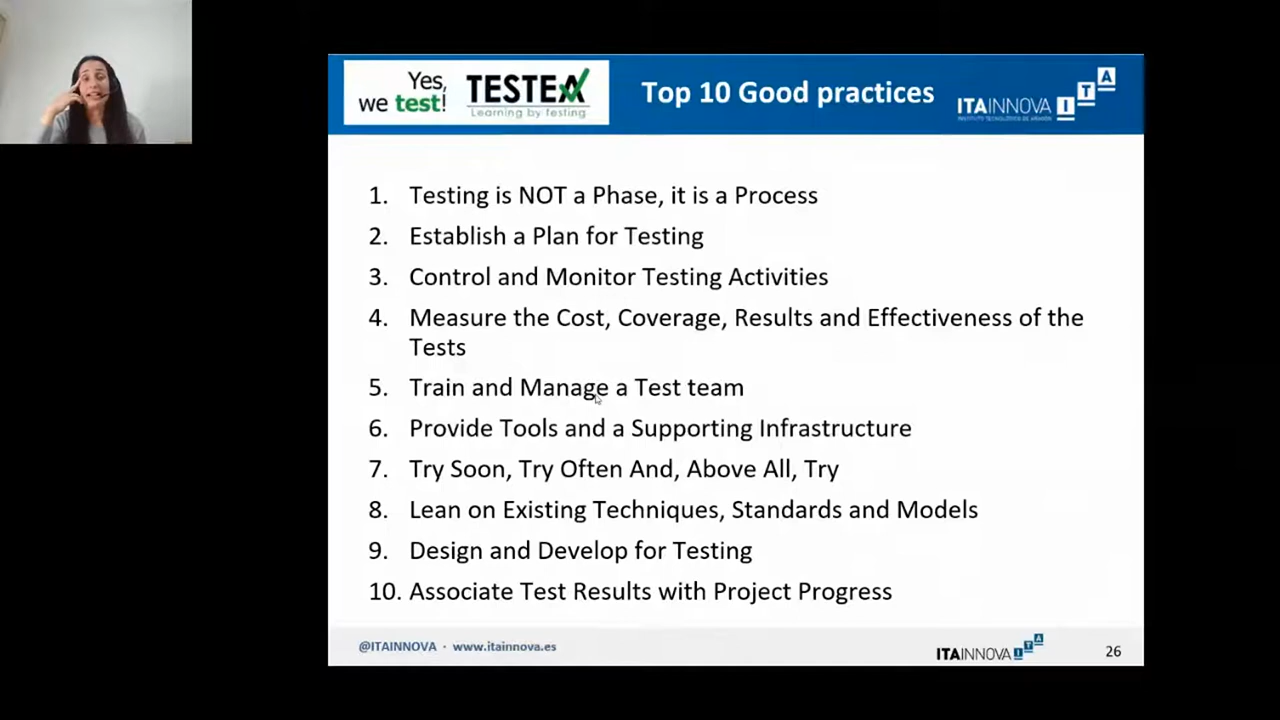 Yes,
we test!
TESTEA
Learning by testing
Top 10 Good practices
ITAINNOVA
INSTITUTO TECNOLÓGICO DE ARAGÓN
I T A
1. Testing is NOT a Phase, it is a Process
2. Establish a Plan for Testing
3. Control and Monitor Testing Activities
4. Measure the Cost, Coverage, Results and Effectiveness of the
Tests
5. Train and Manage a Test team
6. Provide Tools and a Supporting Infrastructure
7. Try Soon, Try Often And, Above All, Try
8. Lean on Existing Techniques, Standards and Models
9. Design and Develop for Testing
10. Associate Test Results with Project Progress
@ITAINNOVA · www.itainnova.es
ITAINNOVA I T A
26